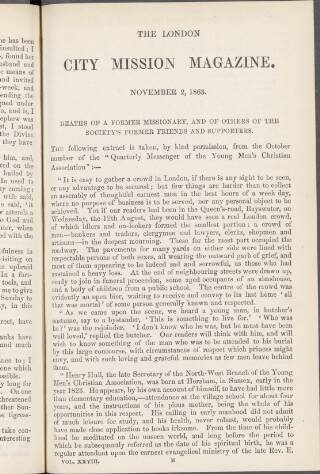 THE LONDON
CITY MISSION MAGAZINE.
NOVEMBER 2, 1863.
DEATHS OF A FORMER MISSIONARY, AND OF OTHERS OF THE
SOCIETY'S FORMER FRIENDS AND SUPPORTERS.
THE following extract is taken, by kind permission, from the October
number of the "Quarterly Messenger of the Young Men's Christian
Association":—
"It is easy to gather a crowd in London, if there is any sight to be seen,
or any advantage to be secured; but few things are harder than to collect
an assembly of thoughtful earnest men in the best hours of a week day,
where no purpose of business is to be served, nor any personal object to be
achieved. Yet if our readers had been in the Queen's-road, Bayswater, on
Wednesday, the 12th August, they would have seen a real London crowd,
of which idlers and on-lookers formed the smallest portion: a crowd of
men—bankers and traders, clergymen and lawyers, clerks, shopmen and
artisans—in the deepest mourning. These for the most part occupied the
roadway. The pavements for many yards on either side were lined with
respectable persons of both sexes, all wearing the outward garb of grief, and
most of them appearing to be indeed sad and sorrowful, as those who had
sustained a heavy loss. At the end of neighbouring streets were drawn up,
ready to join in funeral procession, some aged occupants of an almshouse,
and a body of children from a public school. The centre of the crowd was
evidently an open bier, waiting to receive and convey to its last home 'all
that was mortal' of some person generally known and respected.
"As we came upon the scene, we heard a young man, in butcher's
costume, say to a bystander, 'This is something to live for.' 'Who was
he?' was the rejoinder. 'I don't know who he was, but he must have been
well loved,' replied the butcher. Our readers will think with him, and will
wish to know something of the man who was to be attended to his burial
by this large concourse, with circumstances of respect which princes might
envy, and with such loving and grateful memories as few men leave behind
them.
"Henry Hull, the late Secretary of the North-West Branch of the Young
Men's Christian Association, was born at Horsham, in Sussex, early in the
year 1823. He appears, by his own account of himself, to have had little more
than elementary education,—attendance at the village school for about four
years, and the instructions of his pious mother, being the whole of his
opportunities in this respect. His calling in early manhood did not admit
of much leisure for study, and his health, never robust, would probably
have made close application to books irksome. From the time of his child-
hood he meditated on the unseen world, and long before the period to
which he subsequently referred as the date of his spiritual birth, he was a
regular attendant upon the earnest evangelical ministry of the late Rev. E.
VOL. XXVIII.